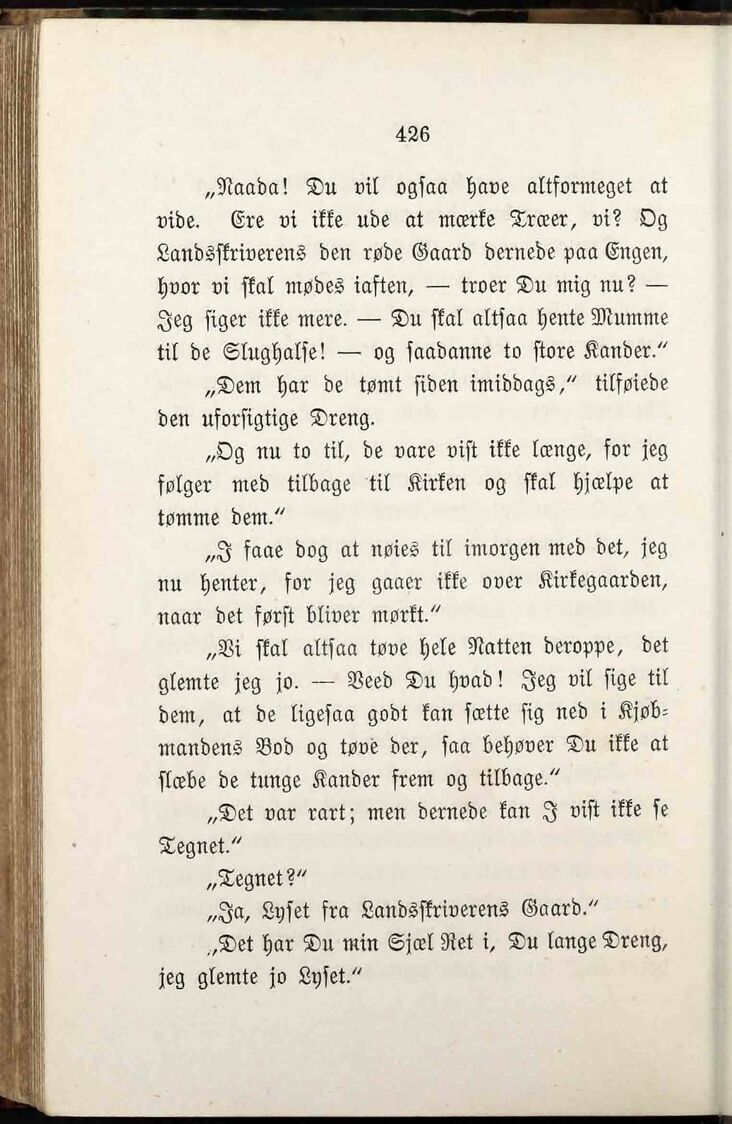 426
„Naada! Du vil ogsaa have altformeget at
vide. Ere vi ikke ude at mærke Træer, vi? Og
Landsskriverens den røde Gaard dernede paa Engen,
hvor vi skal mødes iaften, — troer Du mig nu? —
Jeg siger ikke mere. — Du skal altsaa hente Mumme
til de Slughalse! — og saadanne to store Kander."
„Dem har de tømt siden imiddags," tilføiede
den uforsigtige Dreng.
„Og nu to til, de vare vist ikke længe, for jeg
følger med tilbage til Kirken og skal hjælpe at
tømme dem."
„I faae dog at nøies til imorgen med det, jeg
nu henter, for jeg gaaer ikke over Kirkegaarden,
naar det først bliver mørkt."
„Vi skal altsaa tøve hele Natten deroppe, det
glemte jeg jo. — Veed Du hvad! Jeg vil sige til
dem, at de ligesaa godt kan sætte sig ned i Kjøb-
mandens Bod og tøve der, saa behøver Du ikke at
slæbe de tunge Kander frem og tilbage."
„Det var rart; men dernede kan I vist ikke se
Tegnet."
„Tegnet?"
„Ja, Lyset fra Landsskriverens Gaard."
„Det har Du min Sjæl Ret i, Du lange Dreng,
jeg glemte jo Lyset."